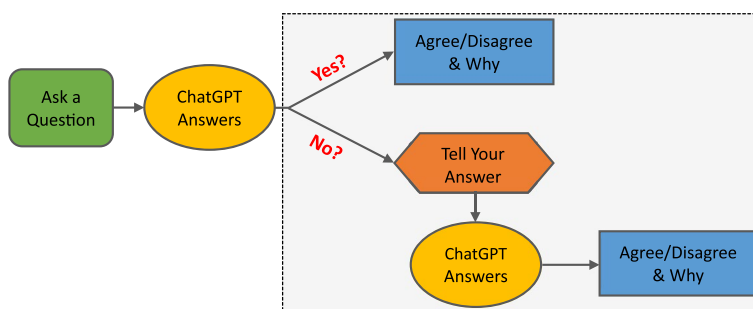 Ask a
Question
ChatGPT
Answers
Yes?
Agree/Disagree
& Why
No?
Tell Your
Answer
ChatGPT
Answers
Agree/Disagree
& Why